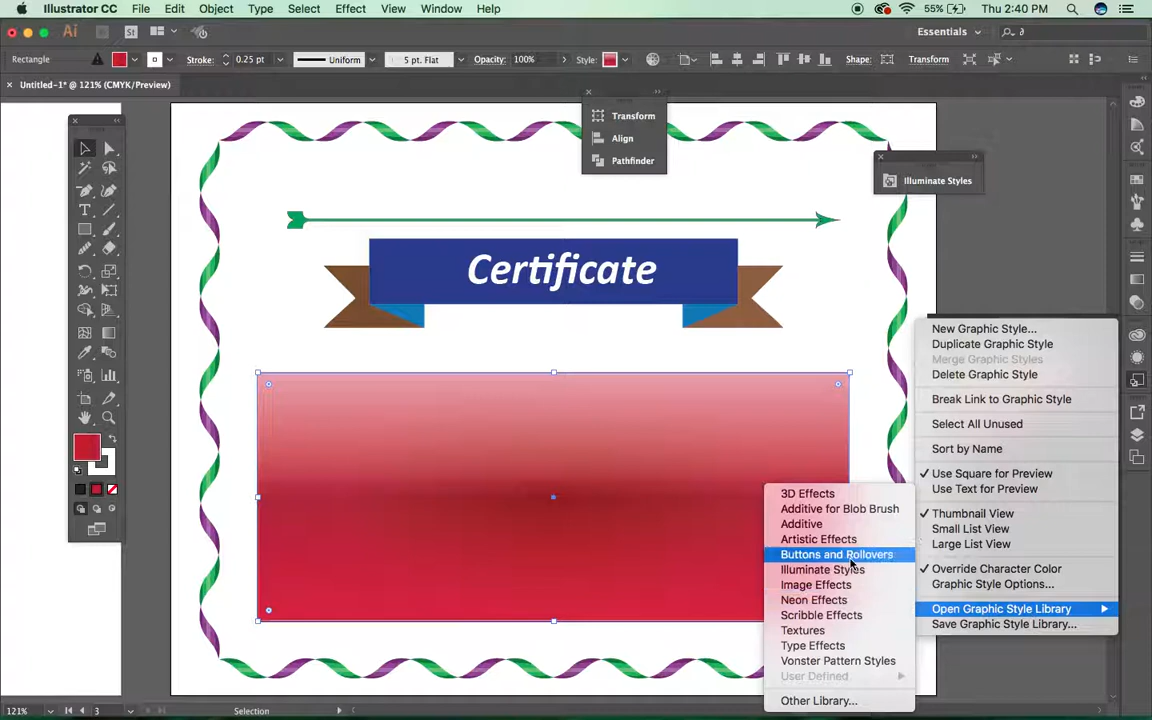 Illustrator CC File Edit Object Type Select Effect View Window Help 55% Thu 2:40 PM
Ai St Essentials
Rectangle Stroke: 0.25 pt Uniform 5 pt. Flat Opacity: 100% Style: Shape: Transform
Untitled-1* @ 121% (CMYK/Preview)
Transform
Align
Pathfinder
Illuminate Styles
Certificate
New Graphic Style...
Duplicate Graphic Style
Merge Graphic Styles
Delete Graphic Style
Break Link to Graphic Style
Select All Unused
Sort by Name
Use Square for Preview
Use Text for Preview
Thumbnail View
Small List View
Large List View
Override Character Color
Graphic Style Options...
Open Graphic Style Library
Save Graphic Style Library...
3D Effects
Additive for Blob Brush
Additive
Artistic Effects
Buttons and Rollovers
Illuminate Styles
Image Effects
Neon Effects
Scribble Effects
Textures
Type Effects
Vonster Pattern Styles
User Defined
Other Library...
121% 3 Selection